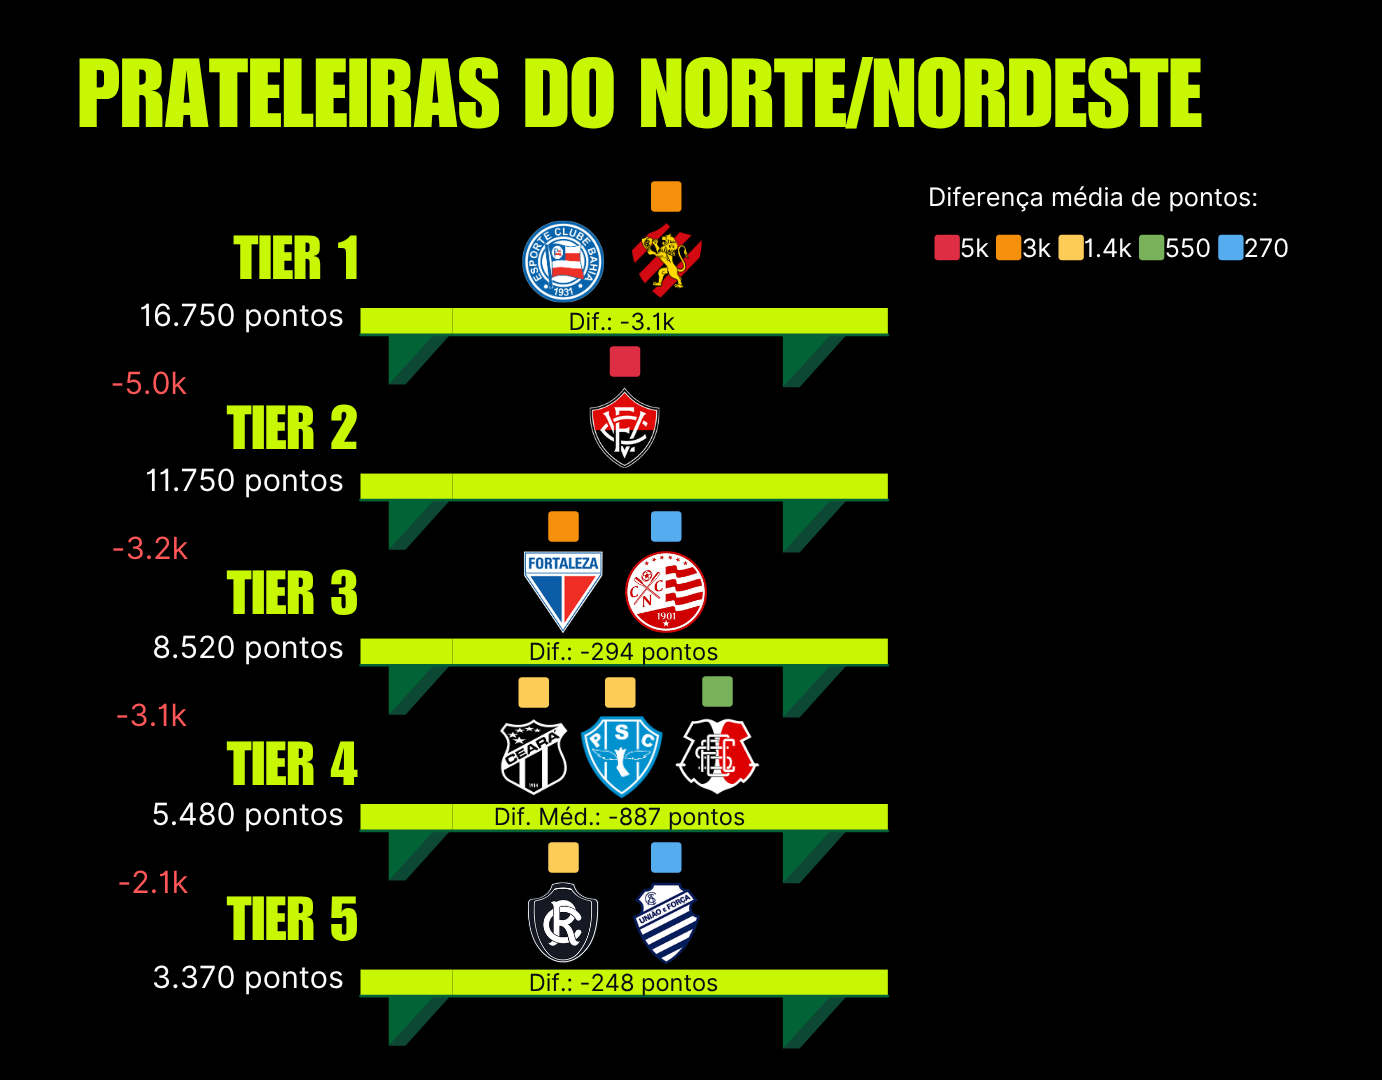 PRATELEIRAS DO NORTE/NORDESTE
Diferença média de pontos:
5k 3k 1.4k 550 270
ESPORTE CLUBE BAHIA
1931
TIER 1
16.750 pontos
Dif.: -3.1k
-5.0k
TIER 2
11.750 pontos
-3.2k
FORTALEZA
C N C
1901
TIER 3
8.520 pontos
Dif.: -294 pontos
-3.1k
CEARÁ
1914
P S C
TIER 4
5.480 pontos
Dif. Méd.: -887 pontos
-2.1k
UNIÃO E FORÇA
TIER 5
3.370 pontos
Dif.: -248 pontos